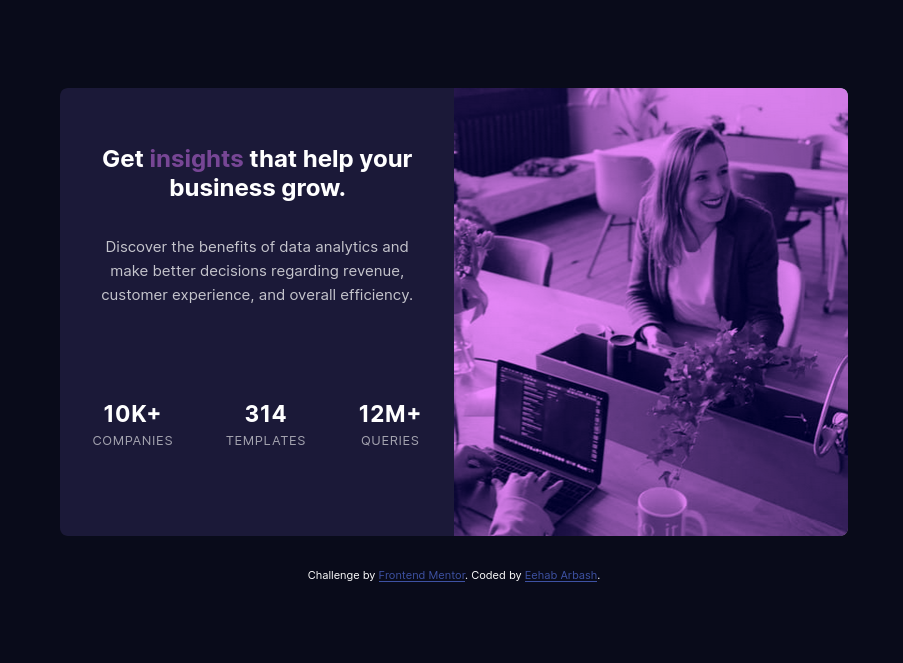 Get insights that help your
business grow.
Discover the benefits of data analytics and
make better decisions regarding revenue,
customer experience, and overall efficiency.
10K+
COMPANIES
314
TEMPLATES
12M+
QUERIES
Challenge by Frontend Mentor. Coded by Eehab Arbash.